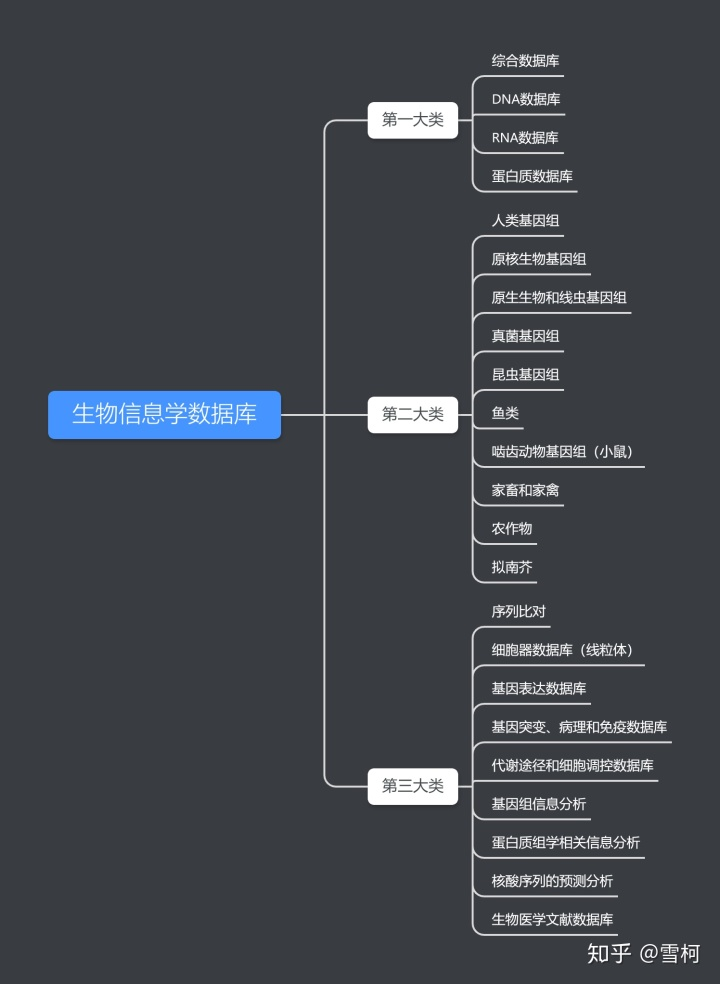 生物信息学数据库
第一大类
综合数据库
DNA数据库
RNA数据库
蛋白质数据库
第二大类
人类基因组
原核生物基因组
原生生物和线虫基因组
真菌基因组
昆虫基因组
鱼类
啮齿动物基因组（小鼠）
家畜和家禽
农作物
拟南芥
第三大类
序列比对
细胞器数据库（线粒体）
基因表达数据库
基因突变、病理和免疫数据库
代谢途径和细胞调控数据库
基因组信息分析
蛋白质组学相关信息分析
核酸序列的预测分析
生物医学文献数据库
知乎 @雪柯